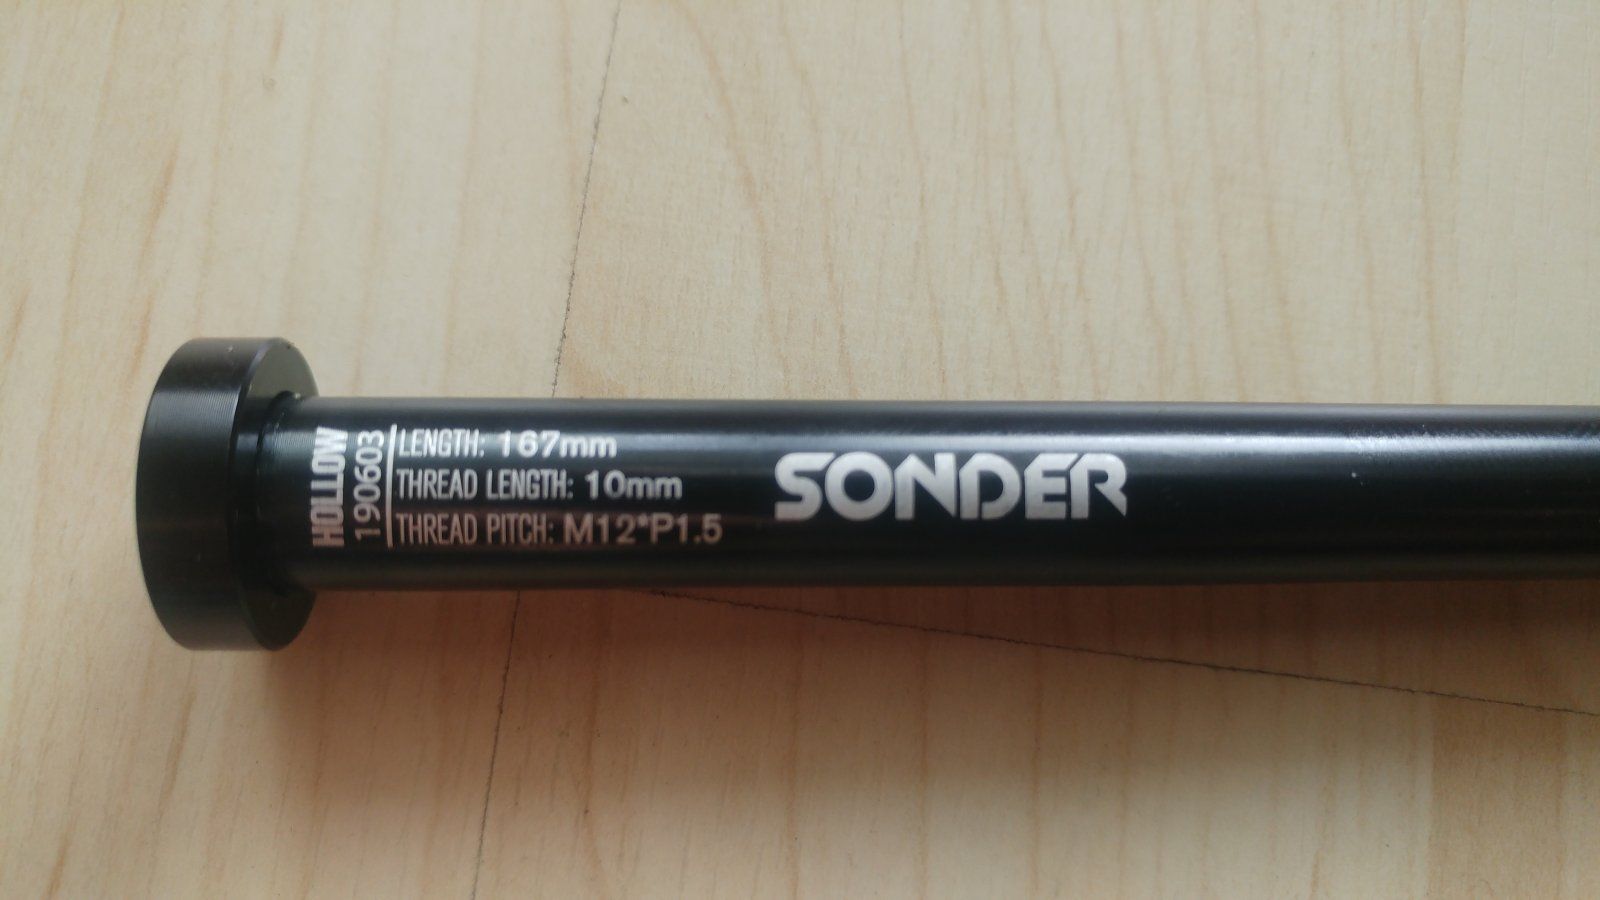 HOLLOW
190603
LENGTH: 167mm
THREAD LENGTH: 10mm
THREAD PITCH: M12*P1.5
SONDER